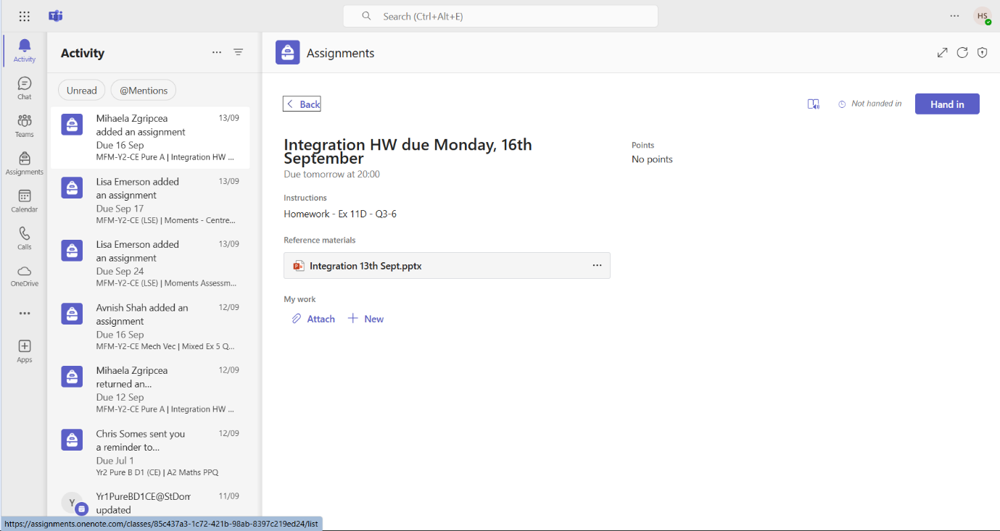 Search (Ctrl+Alt+E)
HS
Activity
Chat
Teams
Assignments
Calendar
Calls
OneDrive
Apps
Activity
Unread
@Mentions
Mihaela Zgripcea 13/09
added an assignment
Due 16 Sep
MFM-Y2-CE Pure A | Integration HW ...
Lisa Emerson added 13/09
an assignment
Due Sep 17
MFM-Y2-CE (LSE) | Moments - Centre...
Lisa Emerson added 13/09
an assignment
Due Sep 24
MFM-Y2-CE (LSE) | Moments Assessm...
Avnish Shah added an 12/09
assignment
Due 16 Sep
MFM-Y2-CE Mech Vec | Mixed Ex 5 Q...
Mihaela Zgripcea 12/09
returned an...
Due 12 Sep
MFM-Y2-CE Pure A | Integration HW ...
Chris Somes sent you 12/09
a reminder to...
Due Jul 1
Yr2 Pure B D1 (CE) | A2 Maths PPQ
Y
Yr1PureBD1CE@StDom 11/09
updated
https://assignments.onenote.com/classes/85c437a3-1c72-421b-98ab-8397c219ed24/list
Assignments
Back
Not handed in
Hand in
Integration HW due Monday, 16th
September
Due tomorrow at 20:00
Points
No points
Instructions
Homework - Ex 11D - Q3-6
Reference materials
Integration 13th Sept.pptx
My work
Attach
New